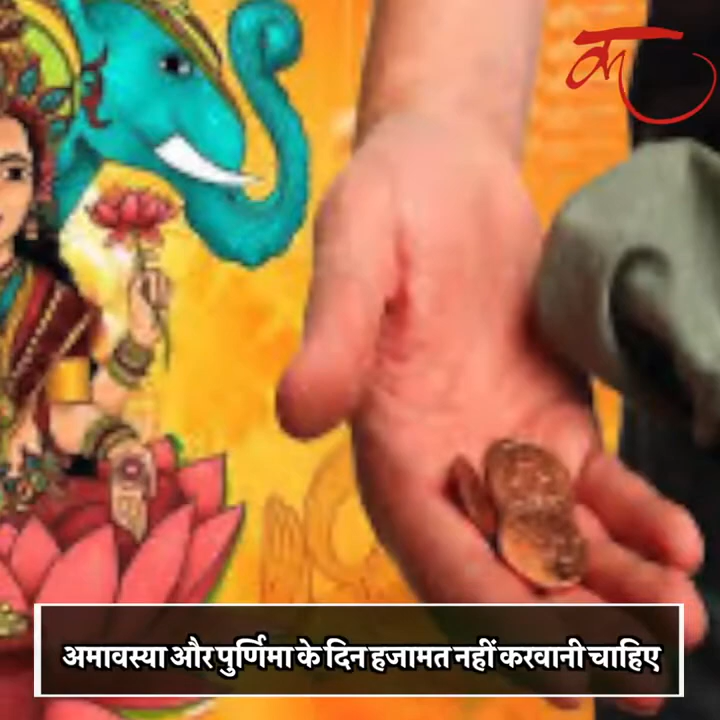 क
अमावस्या और पुर्णिमा के दिन हजामत नहीं करवानी चाहिए